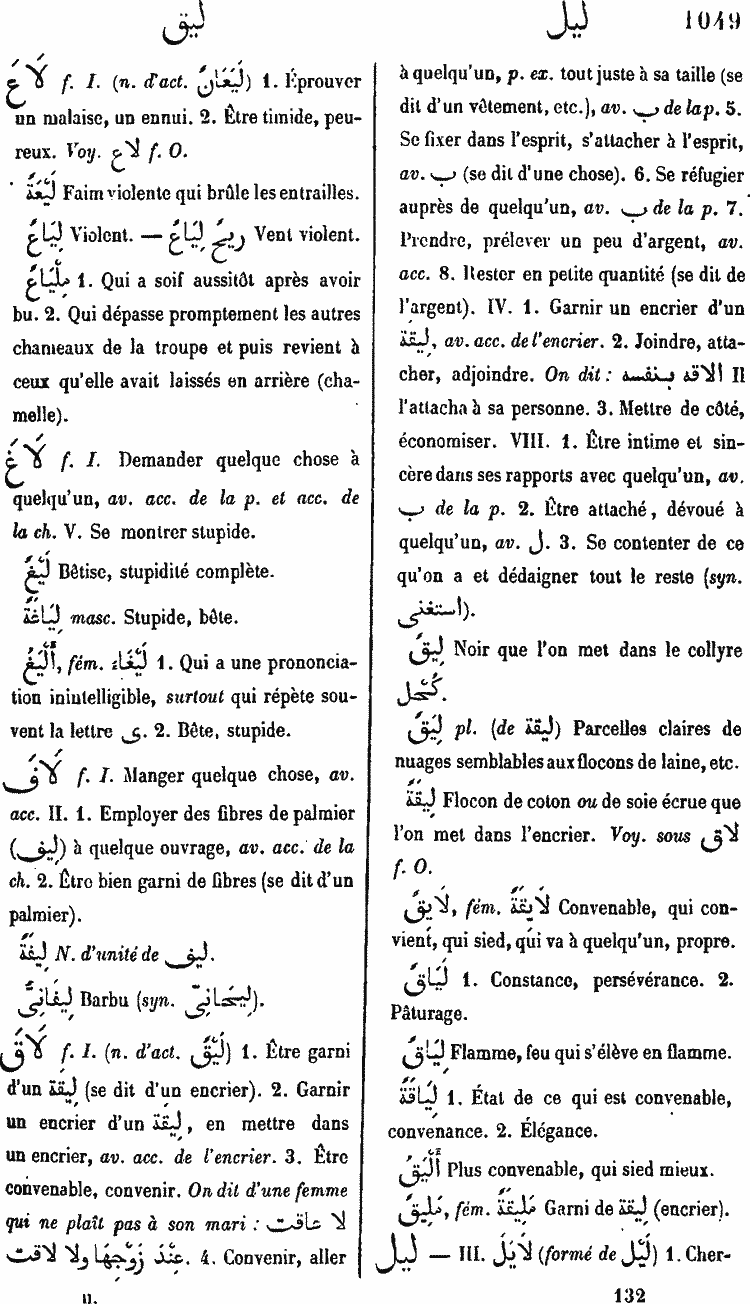 ليق
ليل
1049
لَاعَ f. I. (n. d'act. لَيَعَانٌ) 1. Éprouver
un malaise, un ennui. 2. Être timide, peu-
reux. Voy. لاع f. O.
لَيْعَةٌ Faim violente qui brûle les entrailles.
لِيَاعٌ Violent. — رِيحٌ لِيَاعٌ Vent violent.
مِلْيَاعٌ 1. Qui a soif aussitôt après avoir
bu. 2. Qui dépasse promptement les autres
chameaux de la troupe et puis revient à
ceux qu'elle avait laissés en arrière (cha-
melle).
لَاغَ f. I. Demander quelque chose à
quelqu'un, av. acc. de la p. et acc. de
la ch. V. Se montrer stupide.
لَيْغٌ Bêtise, stupidité complète.
لِيَاغَةٌ masc. Stupide, bête.
أَلْيَغُ, fém. لَيْغَاءُ 1. Qui a une prononcia-
tion inintelligible, surtout qui répète sou-
vent la lettre ى. 2. Bête, stupide.
لَافَ f. I. Manger quelque chose, av.
acc. II. 1. Employer des fibres de palmier
(ليف) à quelque ouvrage, av. acc. de la
ch. 2. Être bien garni de fibres (se dit d'un
palmier).
لِيفَةٌ N. d'unité de ليف.
لِيفَانِىٌّ Barbu (syn. لِيحَانِىّ).
لَاقَ f. I. (n. d'act. لَيْقٌ) 1. Être garni
d'un لِيقَة (se dit d'un encrier). 2. Garnir
un encrier d'un لِيقَة, en mettre dans
un encrier, av. acc. de l'encrier. 3. Être
convenable, convenir. On dit d'une femme
qui ne plaît pas à son mari : لا عاقت
عِنْدَ زَوْجِهَا ولا لاقت. 4. Convenir, aller
II.
à quelqu'un, p. ex. tout juste à sa taille (se
dit d'un vêtement, etc.), av. ب de la p. 5.
Se fixer dans l'esprit, s'attacher à l'esprit,
av. ب (se dit d'une chose). 6. Se réfugier
auprès de quelqu'un, av. ب de la p. 7.
Prendre, prélever un peu d'argent, av.
acc. 8. Rester en petite quantité (se dit de
l'argent). IV. 1. Garnir un encrier d'un
لِيقَة, av. acc. de l'encrier. 2. Joindre, atta-
cher, adjoindre. On dit : الاقه بنفسه Il
l'attacha à sa personne. 3. Mettre de côté,
économiser. VIII. 1. Être intime et sin-
cère dans ses rapports avec quelqu'un, av.
ب de la p. 2. Être attaché, dévoué à
quelqu'un, av. ل. 3. Se contenter de ce
qu'on a et dédaigner tout le reste (syn.
استغنى).
لِيقٌ Noir que l'on met dans le collyre
كُحْل.
لِيَقٌ pl. (de لِيقَة) Parcelles claires de
nuages semblables aux flocons de laine, etc.
لِيقَةٌ Flocon de coton ou de soie écrue que
l'on met dans l'encrier. Voy. sous لاق
f. O.
لَايِقٌ, fém. لَايِقَةٌ Convenable, qui con-
vient, qui sied, qui va à quelqu'un, propre.
لَيَاقٌ 1. Constance, persévérance. 2.
Pâturage.
لِيَاقٌ Flamme, feu qui s'élève en flamme.
لِيَاقَةٌ 1. État de ce qui est convenable,
convenance. 2. Élégance.
أَلْيَقُ Plus convenable, qui sied mieux.
مَلِيقٌ, fém. مَلِيقَةٌ Garni de لِيقَة (encrier).
ليل — III. لَايَلَ (formé de لَيْل) 1. Cher-
132